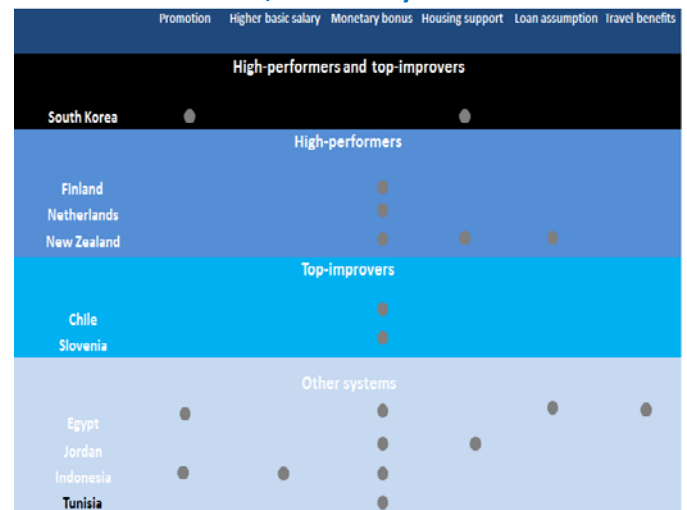 Promotion Higher basic salary Monetary bonus Housing support Loan assumption Travel benefits
High-performers and top-improvers
South Korea
High-performers
Finland
Netherlands
New Zealand
Top-improvers
Chile
Slovenia
Other systems
Egypt
Jordan
Indonesia
Tunisia